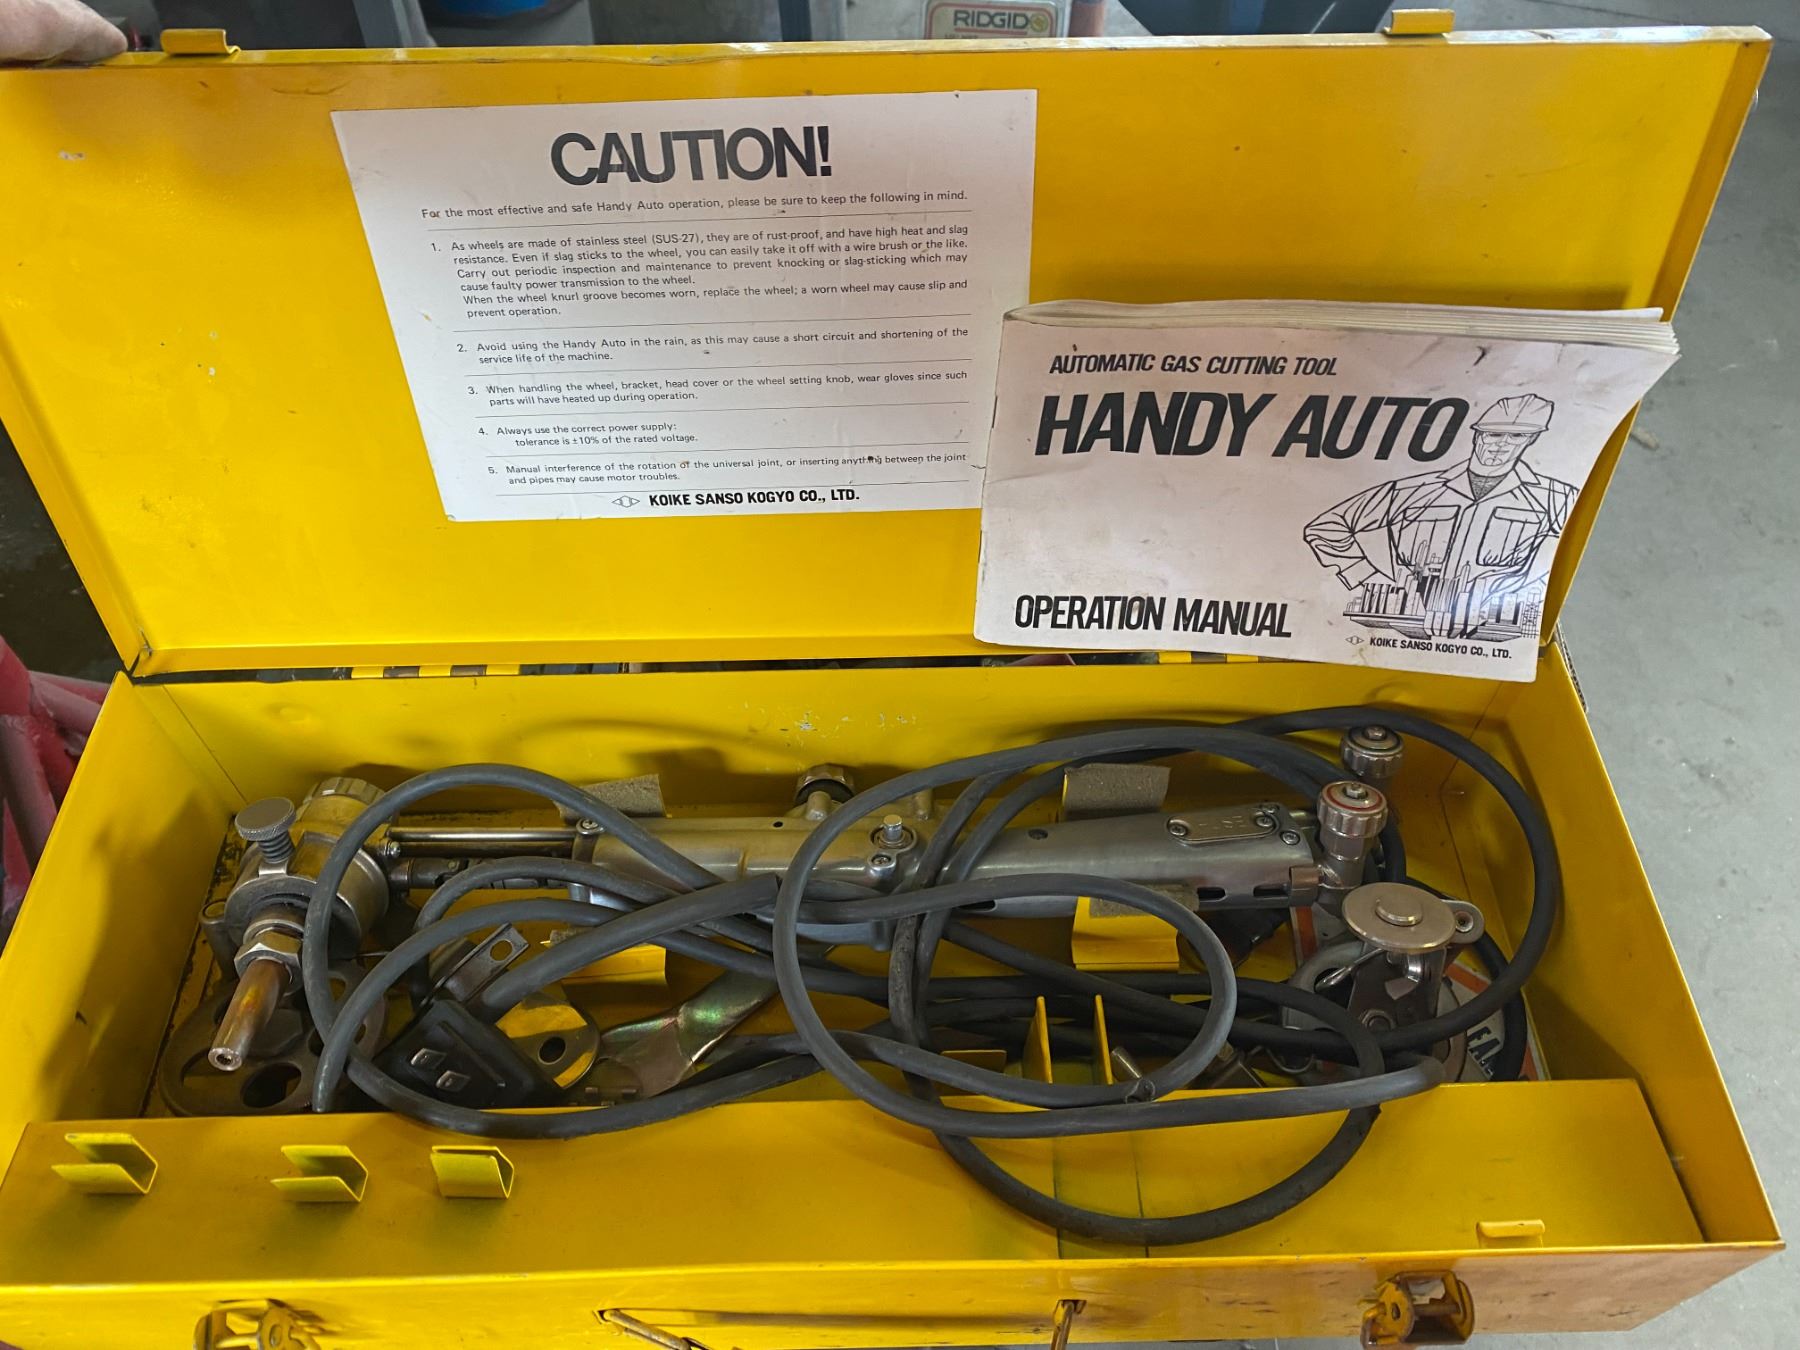 RIDGID
CAUTION!
For the most effective and safe Handy Auto operation, please be sure to keep the following in mind.
1. As wheels are made of stainless steel (SUS-27), they are of rust-proof, and have high heat and slag
resistance. Even if slag sticks to the wheel, you can easily take it off with a wire brush or the like.
Carry out periodic inspection and maintenance to prevent knocking or slag-sticking which may
cause faulty power transmission to the wheel.
When the wheel knurl groove becomes worn, replace the wheel; a worn wheel may cause slip and
prevent operation.
2. Avoid using the Handy Auto in the rain, as this may cause a short circuit and shortening of the
service life of the machine.
3. When handling the wheel, bracket, head cover or the wheel setting knob, wear gloves since such
parts will have heated up during operation.
4. Always use the correct power supply:
tolerance is ±10% of the rated voltage.
5. Manual interference of the rotation of the universal joint, or inserting anything between the joint
and pipes may cause motor troubles.
KOIKE SANSO KOGYO CO., LTD.
AUTOMATIC GAS CUTTING TOOL
HANDY AUTO
OPERATION MANUAL
KOIKE SANSO KOGYO CO., LTD.
FUSE